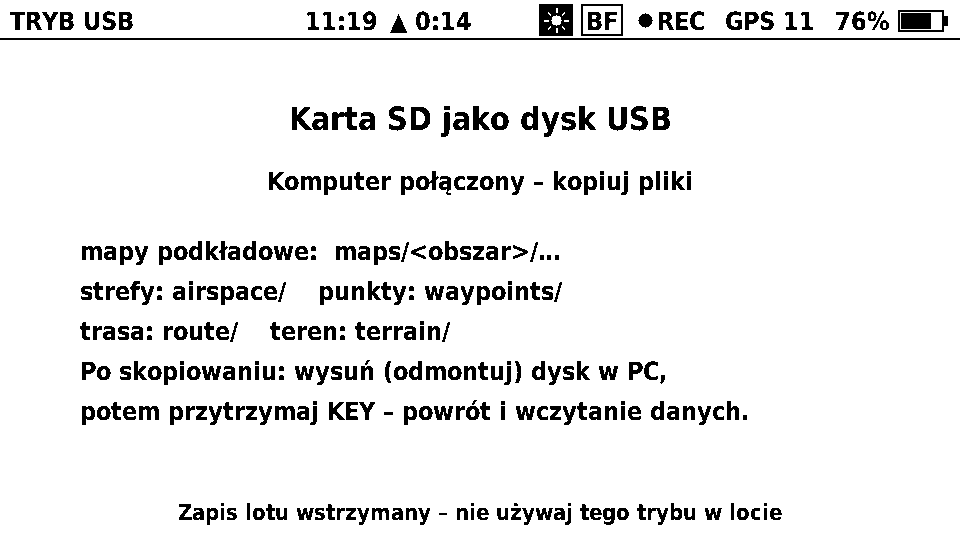 TRYB USB 11:19 ▲ 0:14 BF ●REC GPS 11 76%
Karta SD jako dysk USB
Komputer połączony – kopiuj pliki
mapy podkładowe: maps/<obszar>/...
strefy: airspace/ punkty: waypoints/
trasa: route/ teren: terrain/
Po skopiowaniu: wysuń (odmontuj) dysk w PC,
potem przytrzymaj KEY – powrót i wczytanie danych.
Zapis lotu wstrzymany – nie używaj tego trybu w locie